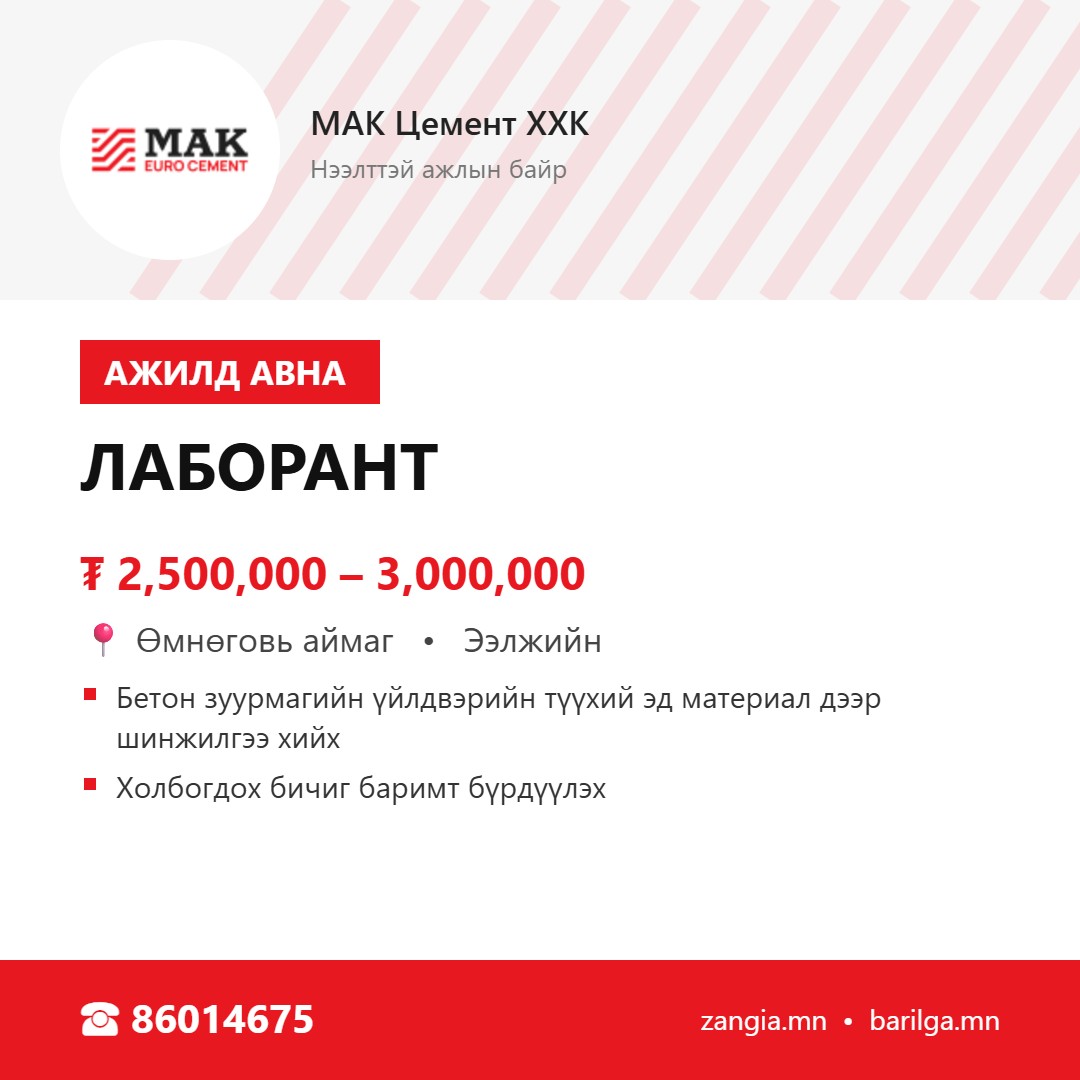 МАК
EURO CEMENT
МАК Цемент ХХК
Нээлттэй ажлын байр
АЖИЛД АВНА
ЛАБОРАНТ
₮ 2,500,000 – 3,000,000
📍 Өмнөговь аймаг • Ээлжийн
Бетон зуурмагийн үйлдвэрийн түүхий эд материал дээр
шинжилгээ хийх
Холбогдох бичиг баримт бүрдүүлэх
☎ 86014675
zangia.mn • barilga.mn